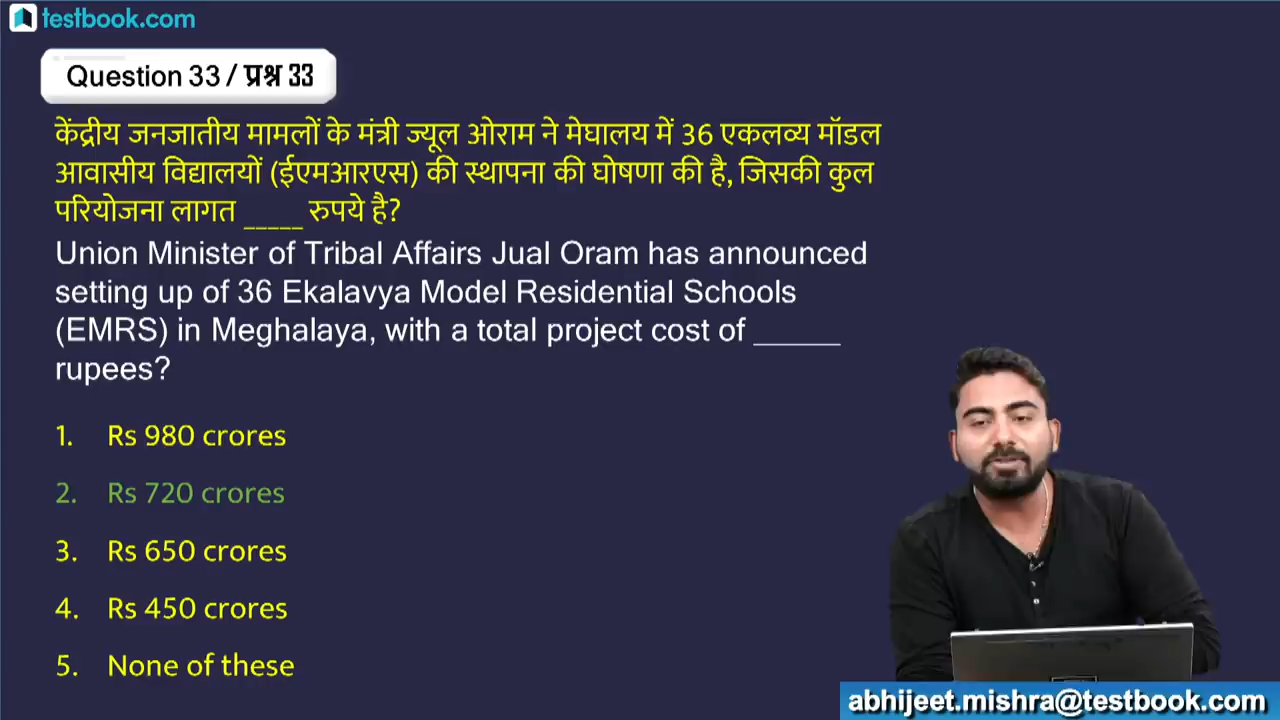 testbook.com
Question 33 / प्रश्न 33
केंद्रीय जनजातीय मामलों के मंत्री ज्यूल ओराम ने मेघालय में 36 एकलव्य मॉडल
आवासीय विद्यालयों (ईएमआरएस) की स्थापना की घोषणा की है, जिसकी कुल
परियोजना लागत _____ रुपये है?
Union Minister of Tribal Affairs Jual Oram has announced
setting up of 36 Ekalavya Model Residential Schools
(EMRS) in Meghalaya, with a total project cost of _____
rupees?
1. Rs 980 crores
2. Rs 720 crores
3. Rs 650 crores
4. Rs 450 crores
5. None of these
abhijeet.mishra@testbook.com